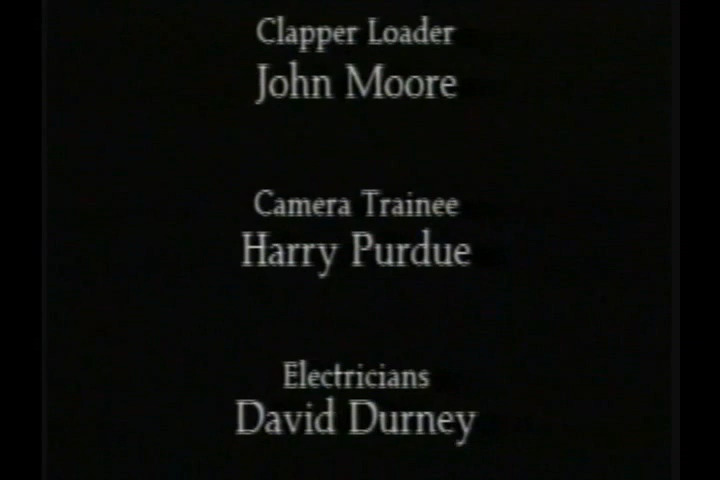 Clapper Loader
John Moore
Camera Trainee
Harry Purdue
Electricians
David Durney